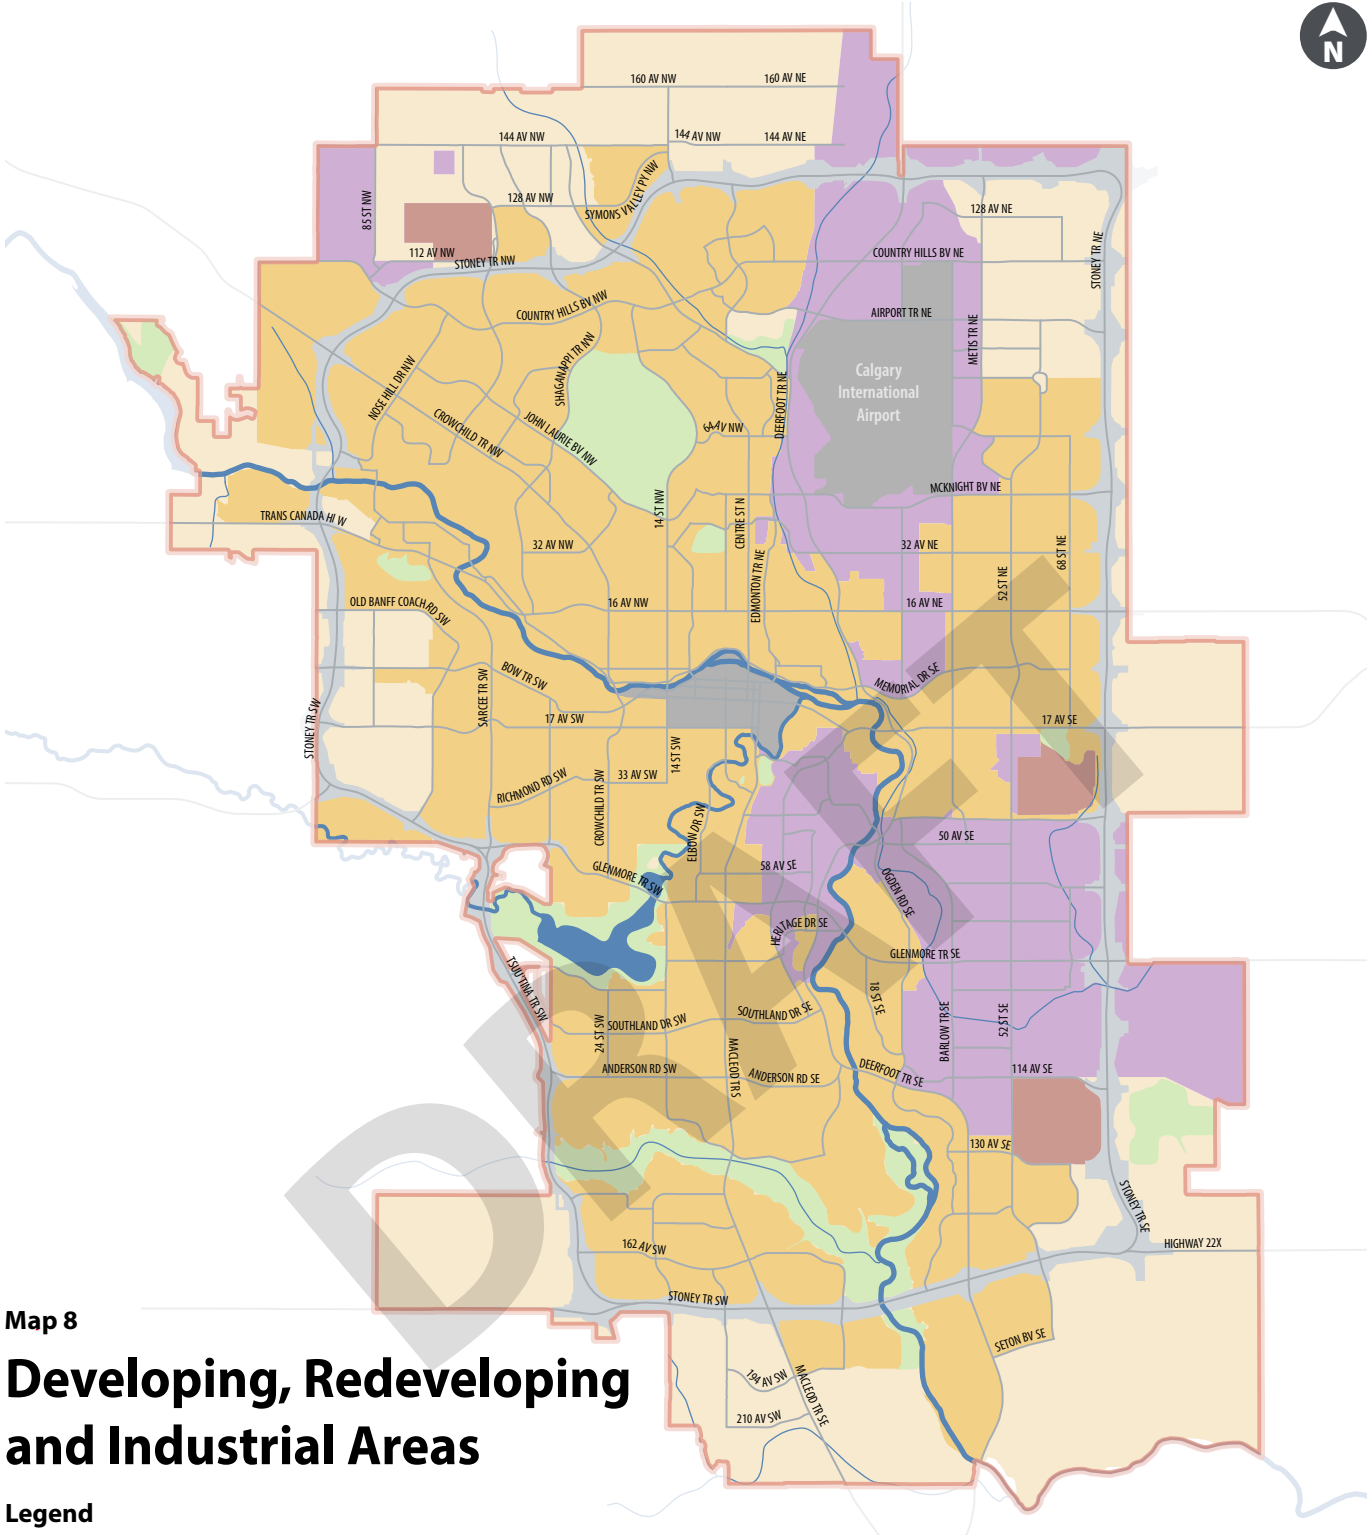 N
160 AV NW
160 AV NE
144 AV NW
144 AV NW
144 AV NE
SYMONS VALLEY PY NW
85 ST NW
128 AV NW
128 AV NE
112 AV NW
STONEY TR NW
COUNTRY HILLS BV NE
STONEY TR NE
COUNTRY HILLS BV NW
AIRPORT TR NE
METIS TR NE
SHAGANAPPI TR NW
NOSE HILL DR NW
Calgary
International
Airport
DEERFOOT TR NE
CROWCHILD TR NW
JOHN LAURIE BV NW
64 AV NW
14 ST NW
CENTRE ST N
MCKNIGHT BV NE
TRANS CANADA HI W
32 AV NW
32 AV NE
68 ST NE
EDMONTON TR NE
52 ST NE
OLD BANFF COACH RD SW
16 AV NW
16 AV NE
BOW TR SW
SARCEE TR SW
MEMORIAL DR SE
17 AV SW
17 AV SE
STONEY TR SW
14 ST SW
33 AV SW
RICHMOND RD SW
CROWCHILD TR SW
ELBOW DR SW
50 AV SE
58 AV SE
GLENMORE TR SW
OGDEN RD SE
HERITAGE DR SE
GLENMORE TR SE
TSUUT'INA TR SW
18 ST SE
SOUTHLAND DR SW
SOUTHLAND DR SE
24 ST SW
BARLOW TR SE
52 ST SE
MACLEOD TR S
ANDERSON RD SW
ANDERSON RD SE
DEERFOOT TR SE
114 AV SE
130 AV SE
STONEY TR SE
162 AV SW
HIGHWAY 22X
STONEY TR SW
SETON BV SE
194 AV SW
MACLEOD TR SE
210 AV SW
DRAFT
Map 8
Developing, Redeveloping
and Industrial Areas
Legend